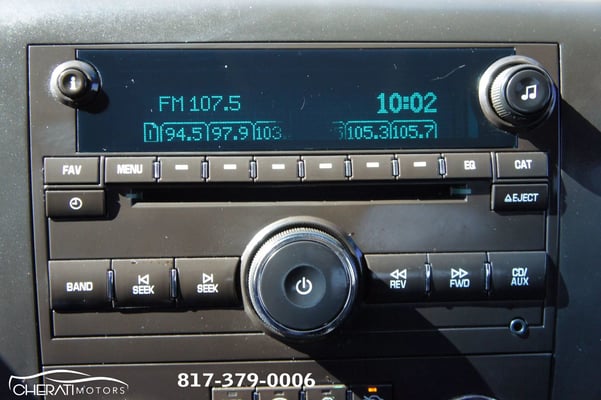 FM 107.5 10:02
1 94.5 97.9 103. 105.3 105.7
FAV MENU EQ CAT
EJECT
BAND SEEK SEEK REV FWD CD/
AUX
CHERATI MOTORS
817-379-0006